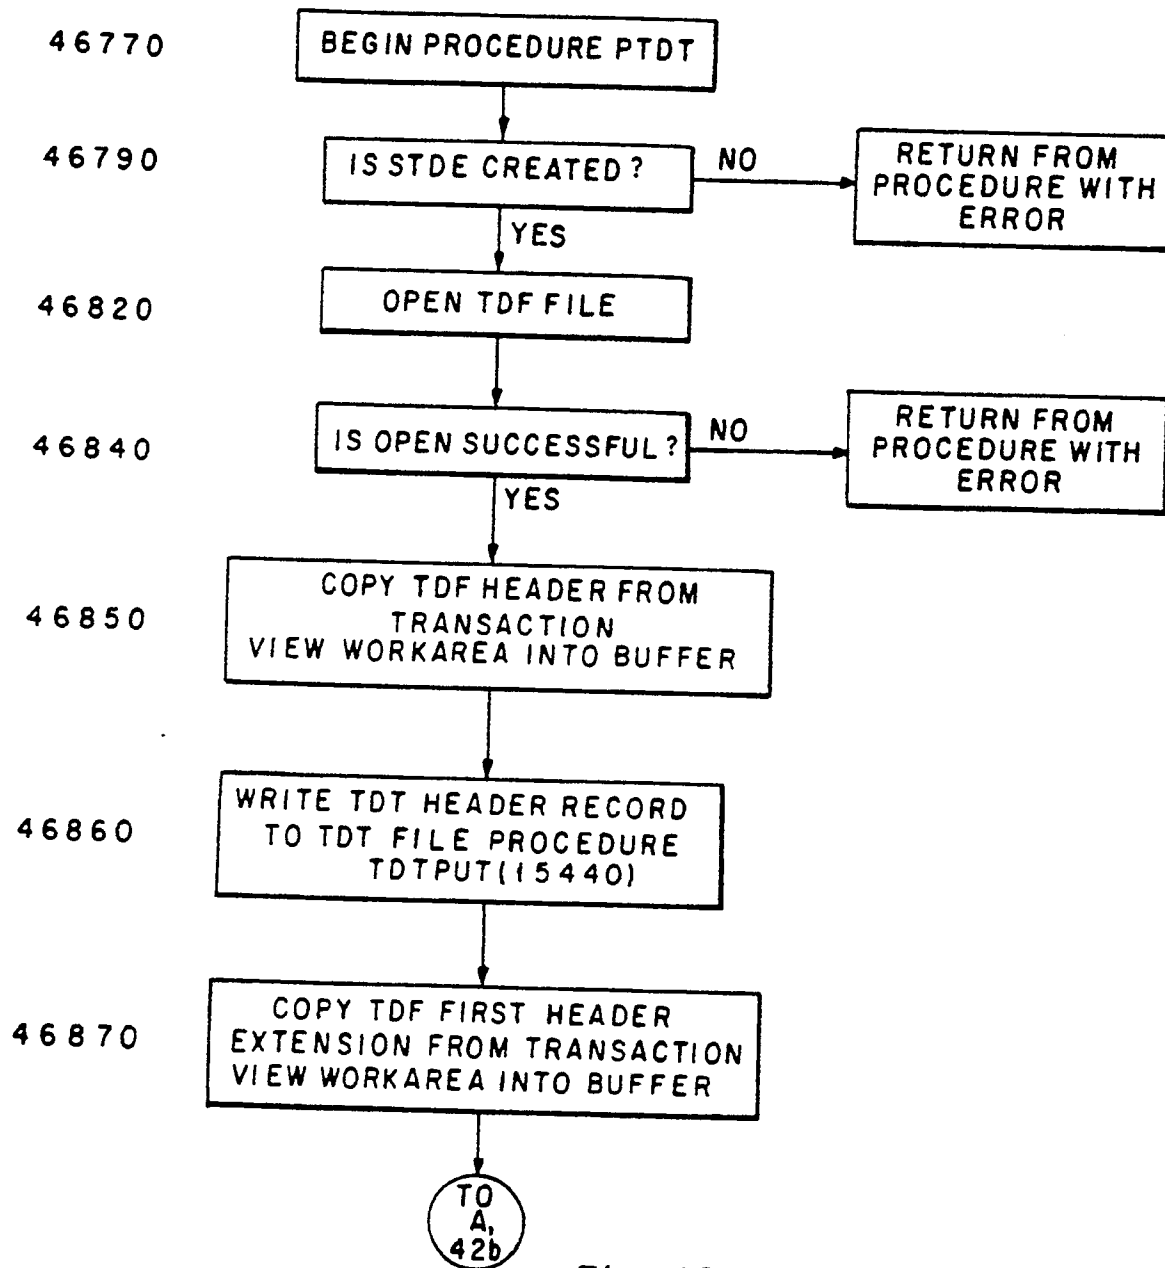 46770
BEGIN PROCEDURE PTDT
46790
IS STDE CREATED?
NO
RETURN FROM
PROCEDURE WITH
ERROR
YES
46820
OPEN TDF FILE
46840
IS OPEN SUCCESSFUL?
NO
RETURN FROM
PROCEDURE WITH
ERROR
YES
46850
COPY TDF HEADER FROM
TRANSACTION
VIEW WORKAREA INTO BUFFER
46860
WRITE TDT HEADER RECORD
TO TDT FILE PROCEDURE
TDTPUT(15440)
46870
COPY TDF FIRST HEADER
EXTENSION FROM TRANSACTION
VIEW WORKAREA INTO BUFFER
TO
A,
42b